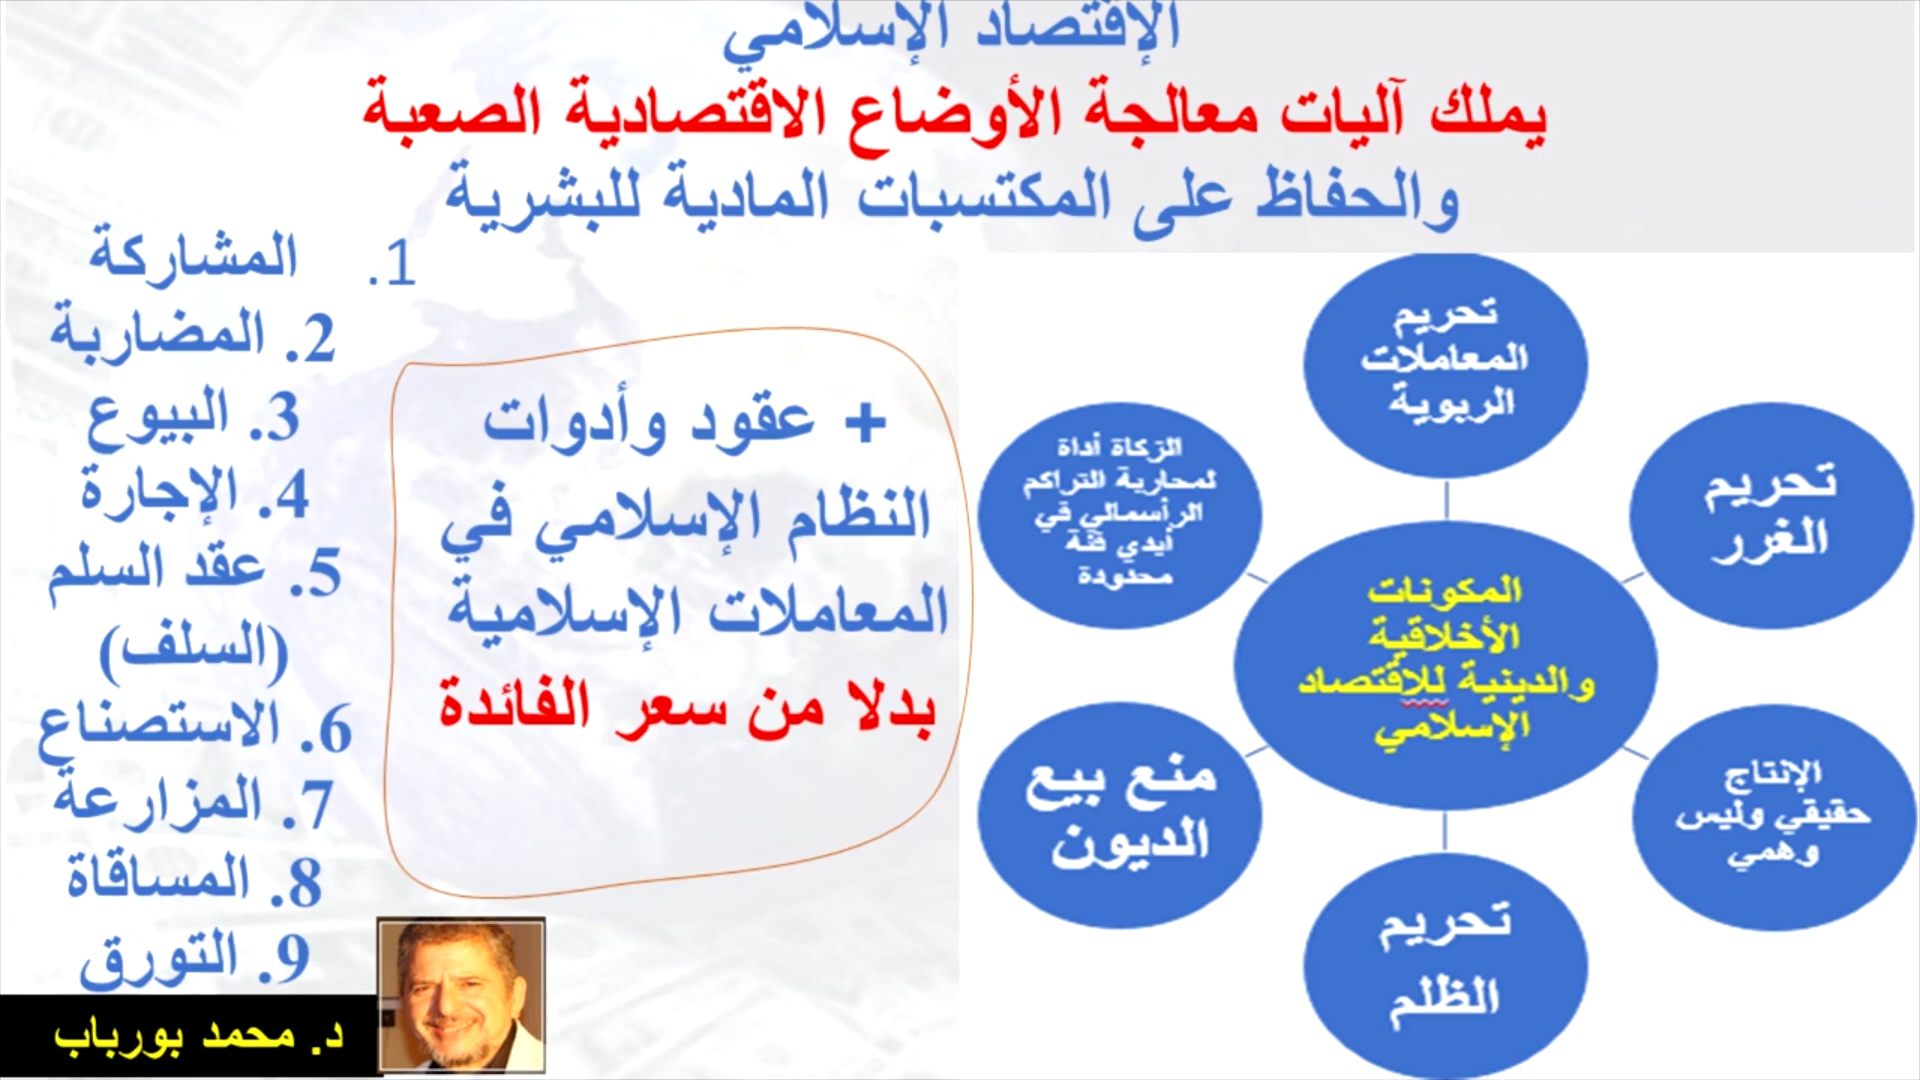 الإقتصاد الإسلامي
يملك آليات معالجة الأوضاع الاقتصادية الصعبة
والحفاظ على المكتسبات المادية للبشرية
تحريم
المعاملات
الربوية
تحريم
الغرر
الإنتاج
حقيقي وليس
وهمي
تحريم
الظلم
منع بيع
الديون
الزكاة أداة
لمحاربة التراكم
الرأسمالي في
أيدي فئة
محدودة
المكونات
الأخلاقية
والدينية للاقتصاد
الإسلامي
+ عقود وأدوات
النظام الإسلامي في
المعاملات الإسلامية
بدلا من سعر الفائدة
1. المشاركة
2. المضاربة
3. البيوع
4. الإجارة
5. عقد السلم
(السلف)
6. الاستصناع
7. المزارعة
8. المساقاة
9. التورق
د. محمد بورباب